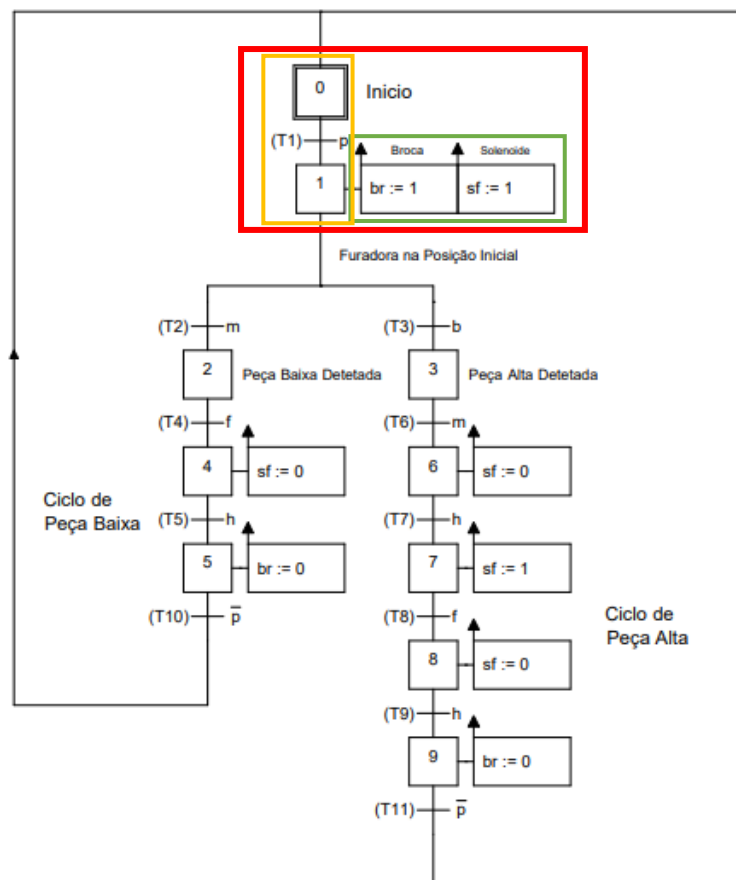 0 Inicio
(T1) p
Broca Solenoide
1 br := 1 sf := 1
Furadora na Posição Inicial
(T2) m (T3) b
2 Peça Baixa Detetada 3 Peça Alta Detetada
(T4) f (T6) m
4 sf := 0 6 sf := 0
Ciclo de
Peça Baixa
(T5) h (T7) h
5 br := 0 7 sf := 1
(T10) p̅ (T8) f
Ciclo de
Peça Alta
8 sf := 0
(T9) h
9 br := 0
(T11) p̅